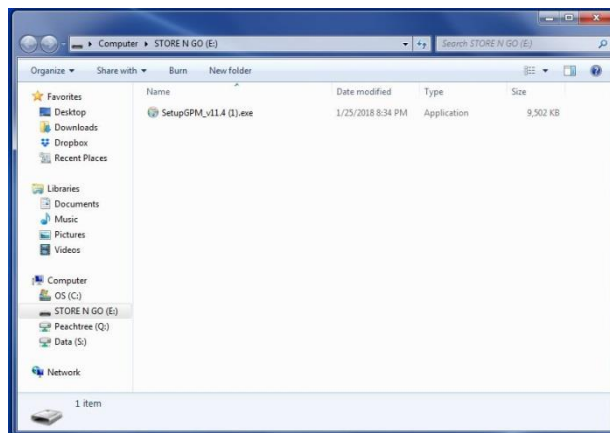 Computer ▸ STORE N GO (E:)
Search STORE N GO (E:)
Organize
Share with
Burn
New folder
Name
Date modified
Type
Size
SetupGPM_v11.4 (1).exe
1/25/2018 8:34 PM
Application
9,502 KB
Favorites
Desktop
Downloads
Dropbox
Recent Places
Libraries
Documents
Music
Pictures
Videos
Computer
OS (C:)
STORE N GO (E:)
Peachtree (Q:)
Data (S:)
Network
1 item